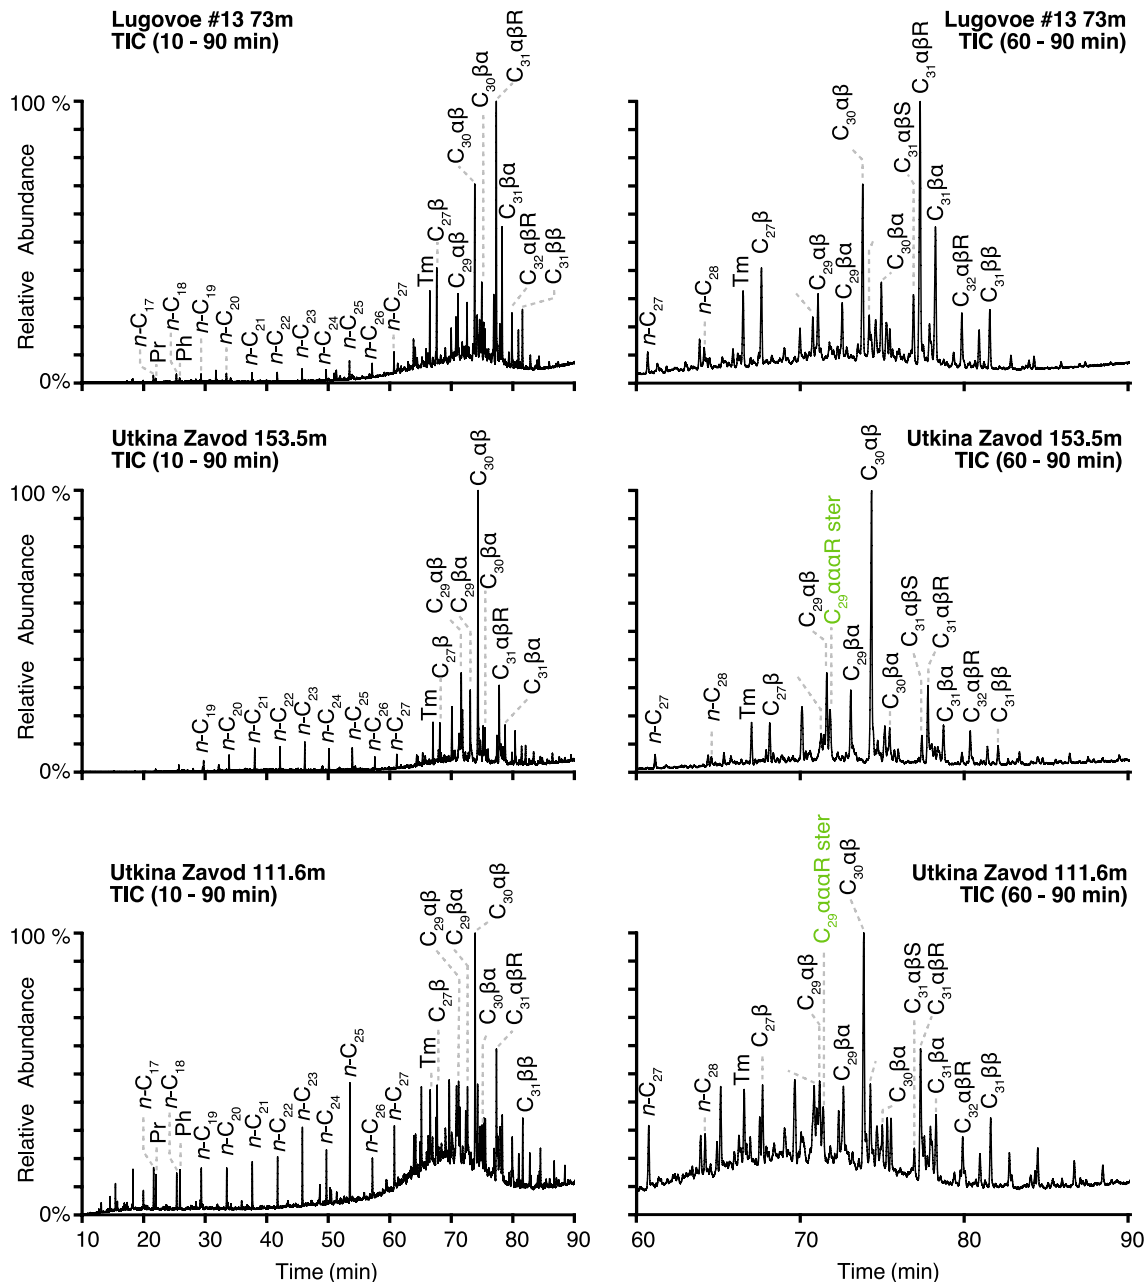 Lugovoe #13 73m
TIC (10 - 90 min)
Relative Abundance
100 %
0%
n-C₁₇
Pr
n-C₁₈
Ph
n-C₁₉
n-C₂₀
n-C₂₁
n-C₂₂
n-C₂₃
n-C₂₄
n-C₂₅
n-C₂₆
n-C₂₇
Tm
C₂₇β
C₂₉αβ
C₃₀αβ
C₃₀βα
C₃₁αβR
C₃₁βα
C₃₂αβR
C₃₁ββ
Lugovoe #13 73m
TIC (60 - 90 min)
n-C₂₇
n-C₂₈
Tm
C₂₇β
C₂₉αβ
C₂₉βα
C₃₀αβ
C₃₀βα
C₃₁αβS
C₃₁αβR
C₃₁βα
C₃₂αβR
C₃₁ββ
Utkina Zavod 153.5m
TIC (10 - 90 min)
Relative Abundance
100 %
0%
n-C₁₉
n-C₂₀
n-C₂₁
n-C₂₂
n-C₂₃
n-C₂₄
n-C₂₅
n-C₂₆
n-C₂₇
Tm
C₂₇β
C₂₉αβ
C₂₉βα
C₃₀αβ
C₃₀βα
C₃₁αβR
C₃₁βα
Utkina Zavod 153.5m
TIC (60 - 90 min)
n-C₂₇
n-C₂₈
Tm
C₂₇β
C₂₉αβ
C₂₉αααR ster
C₂₉βα
C₃₀αβ
C₃₀βα
C₃₁αβS
C₃₁αβR
C₃₁βα
C₃₂αβR
C₃₁ββ
Utkina Zavod 111.6m
TIC (10 - 90 min)
Relative Abundance
100 %
0%
n-C₁₇
Pr
n-C₁₈
Ph
n-C₁₉
n-C₂₀
n-C₂₁
n-C₂₂
n-C₂₃
n-C₂₄
n-C₂₅
n-C₂₆
n-C₂₇
Tm
C₂₇β
C₂₉αβ
C₂₉βα
C₃₀αβ
C₃₀βα
C₃₁αβR
C₃₁ββ
10 20 30 40 50 60 70 80 90
Time (min)
Utkina Zavod 111.6m
TIC (60 - 90 min)
n-C₂₇
n-C₂₈
Tm
C₂₇β
C₂₉αβ
C₂₉αααR ster
C₂₉βα
C₃₀αβ
C₃₀βα
C₃₁αβS
C₃₁αβR
C₃₁βα
C₃₂αβR
C₃₁ββ
60 70 80 90
Time (min)